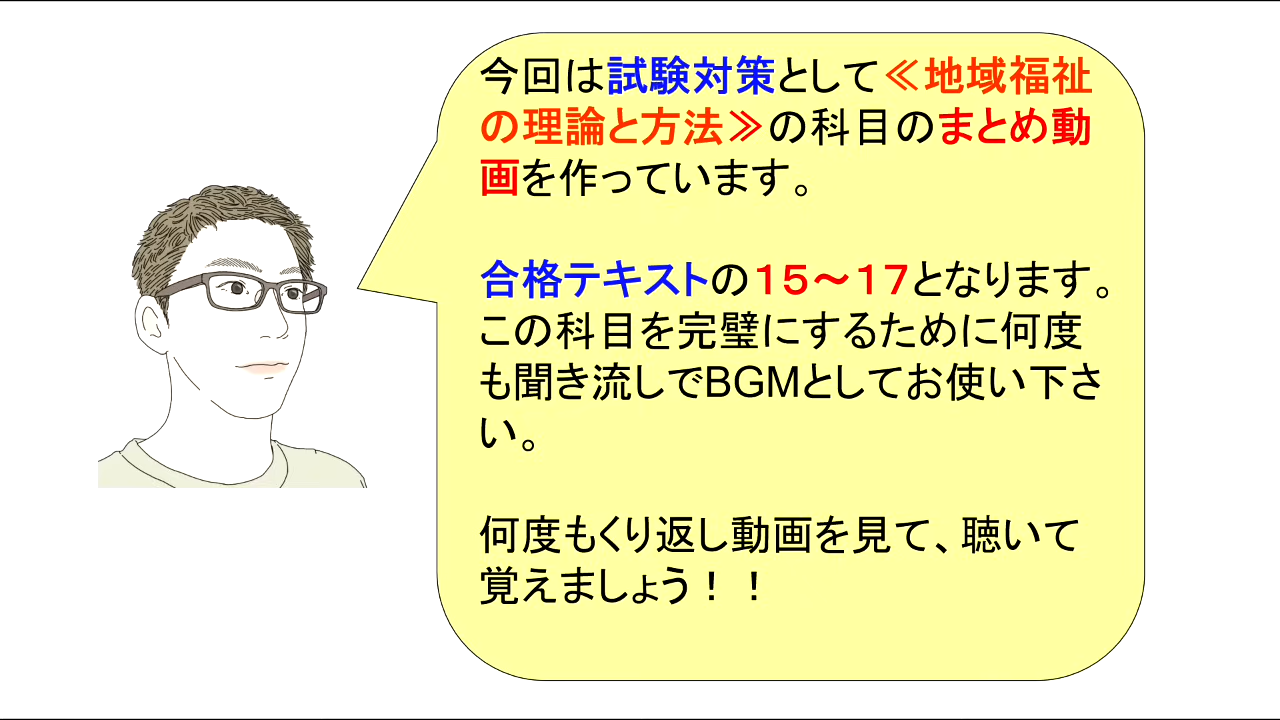 今回は試験対策として≪地域福祉
の理論と方法≫の科目のまとめ動
画を作っています。
合格テキストの１５～１７となります。
この科目を完璧にするために何度
も聞き流しでBGMとしてお使い下さ
い。
何度もくり返し動画を見て、聴いて
覚えましょう！！